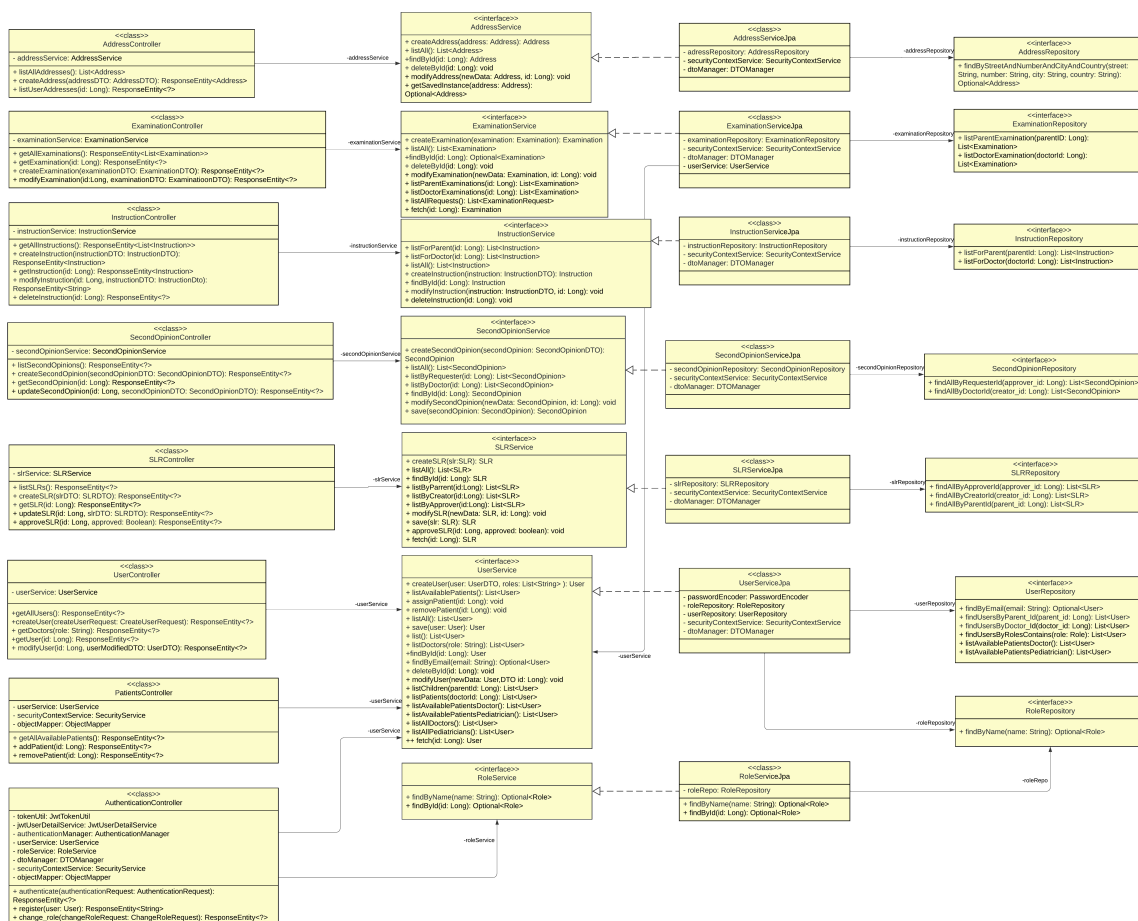 <<class>>
AddressController
- addressService: AddressService
+ listAllAddresses(): List<Address>
+ createAddress(addressDTO: AddressDTO): ResponseEntity<Address>
+ listUserAddresses(id: Long): ResponseEntity<?>
-addressService
<<interface>>
AddressService
+ createAddress(address: Address): Address
+ listAll(): List<Address>
+findById(id: Long): Address
+ deleteById(id: Long): void
+ modifyAddress(newData: Address, id: Long): void
+ getSavedInstance(address: Address):
Optional<Address>
<<class>>
AddressServiceJpa
- adressRepository: AddressRepository
- securityContextService: SecurityContextService
- dtoManager: DTOManager
-addressRepository
<<interface>>
AddressRepository
+ findByStreetAndNumberAndCityAndCountry(street:
String, number: String, city: String, country: String):
Optional<Address>
<<class>>
ExaminationController
- examinationService: ExaminationService
+ getAllExaminations(): ResponseEntity<List<Examination>>
+ getExamination(id: Long): ResponseEntity<?>
+ createExamination(examinationDTO: ExaminationDTO): ResponseEntity<?>
+ modifyExamination(id:Long, examinationDTO: ExaminatioonDTO): ResponseEntity<?>
-examinationService
<<interface>>
ExaminationService
+ createExamination(examination: Examination): Examination
+ listAll(): List<Examination>
+findById(id: Long): Optional<Examination>
+ deleteById(id: Long): void
+ modifyExamination(newData: Examination, id: Long): void
+ listParentExaminations(id: Long): List<Examination>
+ listDoctorExaminations(id: Long): List<Examination>
+ listAllRequests(): List<ExaminationRequest>
+ fetch(id: Long): Examination
<<class>>
ExaminationServiceJpa
- examinationRepository: ExaminationRepository
- securityContextService: SecurityContextService
- dtoManager: DTOManager
- userService: UserService
-examinationRepository
<<interface>>
ExaminationRepository
+ listParentExamination(parentID: Long):
List<Examination>
+ listDoctorExamination(doctorId: Long):
List<Examination>
<<class>>
InstructionController
- instructionService: InstructionService
+ getAllInstructions(): ResponseEntity<List<Instruction>>
+ createInstruction(instructionDTO: InstructionDTO):
ResponseEntity<Instruction>
+ getInstruction(id: Long): ResponsseEntity<Instruction>
+ modifyInstruction(id: Long, instructionDTO: InstructionDto):
ResponseEntity<String>
+ deleteInstruction(id: Long): ResponseEntity<?>
-instructionService
<<interface>>
InstructionService
+ listForParent(id: Long): List<Instruction>
+ listForDoctor(id: Long): List<Instruction>
+ listAll(): List<Instruction>
+ createInstruction(instruction: InstructionDTO): Instruction
+ findById(id: Long): Instruction
+ modifyInstruction(instruction: InstructionDTO, id: Long): void
+ deleteInstruction(id: Long): void
<<class>>
InstructionServiceJpa
- instructionRepository: InstructionRepository
- securityContextService: SecurityContextService
- dtoManager: DTOManager
-instructionRepository
<<interface>>
InstructionRepository
+ listForParent(parentId: Long): List<Instruction>
+ listForDoctor(doctorId: Long): List<Instruction>
<<class>>
SecondOpinionController
- secondOpinionService: SecondOpinionService
+ listSecondOpinions(): ResponseEntity<?>
+ createSecondOpinion(secondOpinionDTO: SecondOpinionDTO): ResponseEntity<?>
+ getSecondOpinion(id: Long): ResponseEntity<?>
+ updateSecondOpinion(id: Long, secondOpinionDTO: SecondOpinionDTO): ResponseEntity<?>
-secondOpinionService
<<interface>>
SecondOpinionService
+ createSecondOpinion(secondOpinion: SecondOpinionDTO):
SecondOpinion
+ listAll(): List<SecondOpinion>
+ listByRequester(id: Long): List<SecondOpinion>
+ listByDoctor(id: Long): List<SecondOpinion>
+ findById(id: Long): SecondOpinion
+ modifySecondOpinion(newData: SecondOpinion, id: Long): void
+ save(secondOpinion: SecondOpinion): SecondOpinion
<<class>>
SecondOpinionServiceJpa
- secondOpinionRepository: SecondOpinionRepository
- securityContextService: SecurityContextService
- dtoManager: DTOManager
-secondOpinionRepository
<<interface>>
SecondOpinionRepository
+ findAllByRequesterId(approver_id: Long): List<SecondOpinion>
+ findAllByDoctorId(creator_id: Long): List<SecondOpinion>
<<class>>
SLRController
- slrService: SLRService
+ listSLRs(): ResponseEntity<?>
+ createSLR(slrDTO: SLRDTO): ResponseEntity<?>
+ getSLR(id: Long): ResponseEntity<?>
+ updateSLR(id: Long, slrDTO: SLRDTO): ResponseEntity<?>
+ approveSLR(id: Long, approved: Boolean): ResponseEntity<?>
-slrService
<<interface>>
SLRService
+ createSLR(slr:SLR): SLR
+ listAll(): List<SLR>
+ findById(id: Long): SLR
+ listByParent(id:Long): List<SLR>
+ listByCreator(id: Long): List<SLR>
+ listByApprover(id:Long): List<SLR>
+ modifySLR(newData: SLR, id: Long): void
+ save(slr: SLR): SLR
+ approveSLR(id: Long, approved: boolean): void
+ fetch(id: Long): SLR
<<class>>
SLRServiceJpa
- slrRepository: SLRRepository
- securityContextService: SecurityContextService
- dtoManager: DTOManager
-slrRepository
<<interface>>
SLRRepository
+ findAllByApproverId(approver_id: Long): List<SLR>
+ findAllByCreatorId(creator_id: Long): List<SLR>
+ findAllByParentId(parent_id: Long): List<SLR>
<<class>>
UserController
- userService: UserService
+getAllUsers(): ResponseEntity<?>
+createUser(createUserRequest: CreateUserRequest): ResponseEntity<?>
+ getDoctors(role: String): ResponseEntity<?>
+getUser(id: Long): ResponseEntity<?>
+ modifyUser(id: Long, userModifiedDTO: UserDTO): ResponseEntity<?>
-userService
<<interface>>
UserService
+ createUser(user: UserDTO, roles: List<String> ): User
+ listAvailablePatients(): List<User>
+ assignPatient(id: Long): void
+ removePatient(id: Long): void
+ listAll(): List<User>
+ save(user: User): User
+ list(): List<User>
+ listDoctors(role: String): List<User>
+findById(id: Long): User
+ findByEmail(email: String): Optional<User>
+ deleteById(id: Long): void
+ modifyUser(newData: User,DTO id: Long): void
+ listChildren(parentId: Long): List<User>
+ listPatients(doctorId: Long): List<User>
+ listAvailablePatientsDoctor(): List<User>
+ listAvailablePatientsPediatrician(): List<User>
+ listAllDoctors(): List<User>
+ listAllPediatricians(): List<User>
++ fetch(id: Long): User
-userService
<<class>>
UserServiceJpa
- passwordEncoder: PasswordEncoder
- roleRepository: RoleRepository
- userRepository: UserRepository
- securityContextService: SecurityContextService
- dtoManager: DTOManager
-userRepository
<<interface>>
UserRepository
+ findByEmail(email: String): Optional<User>
+ findUsersByParent_Id(parent_id: Long): List<User>
+ findUsersByDoctor_Id(doctor_id: Long): List<User>
+ findUsersByRolesContains(role: Role): List<User>
+ listAvailablePatientsDoctor(): List<User>
+ listAvailablePatientsPediatrician(): List<User>
<<class>>
PatientsController
- userService: UserService
- securityContextService: SecurityService
- objectMapper: ObjectMapper
+ getAllAvailablePatients(): ResponseEntity<?>
+ addPatient(id: Long): ResponseEntity<?>
+ removePatient(id: Long): ResponseEntity<?>
-userService
-userService
-roleRepository
<<interface>>
RoleRepository
+ findByName(name: String): Optional<Role>
<<interface>>
RoleService
+ findByName(name: String): Optional<Role>
+ findById(id: Long): Optional<Role>
<<class>>
RoleServiceJpa
- roleRepo: RoleRepository
+ findByName(name: String): Optional<Role>
+ findById(id: Long): Optional<Role>
-roleRepo
<<class>>
AuthenticationController
- tokenUtil: JwtTokenUtil
- jwtUserDetailService: JwtUserDetailService
- authenticationManager: AuthenticationManager
- userService: UserService
- roleService: RoleService
- dtoManager: DTOManager
- securityContextService: SecurityService
- objectMapper: ObjectMapper
+ authenticate(authenticationRequest: AuthenticationRequest):
ResponseEntity<?>
+ register(user: User): ResponseEntity<String>
+ change_role(changeRoleRequest: ChangeRoleRequest): ResponseEntity<?>
-roleService